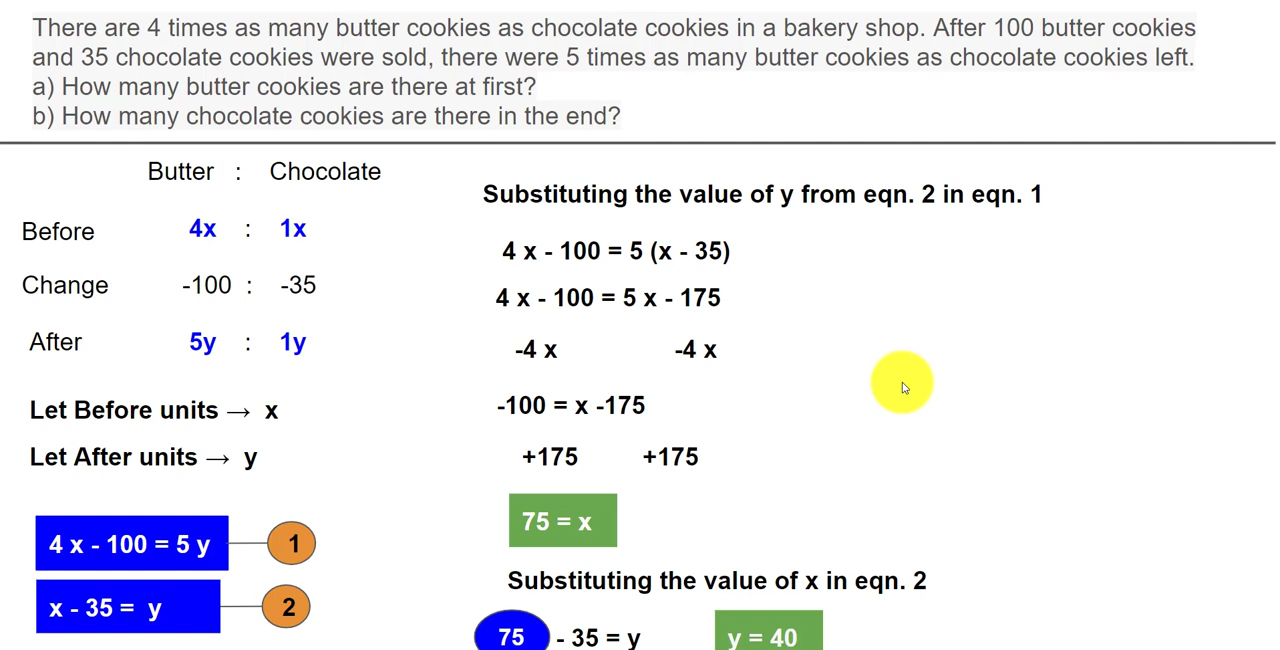 There are 4 times as many butter cookies as chocolate cookies in a bakery shop. After 100 butter cookies
and 35 chocolate cookies were sold, there were 5 times as many butter cookies as chocolate cookies left.
a) How many butter cookies are there at first?
b) How many chocolate cookies are there in the end?
Butter : Chocolate
Before 4x : 1x
Change -100 : -35
After 5y : 1y
Let Before units → x
Let After units → y
4 x - 100 = 5 y 1
x - 35 = y 2
Substituting the value of y from eqn. 2 in eqn. 1
4 x - 100 = 5 (x - 35)
4 x - 100 = 5 x - 175
-4 x -4 x
-100 = x -175
+175 +175
75 = x
Substituting the value of x in eqn. 2
75 - 35 = y y = 40